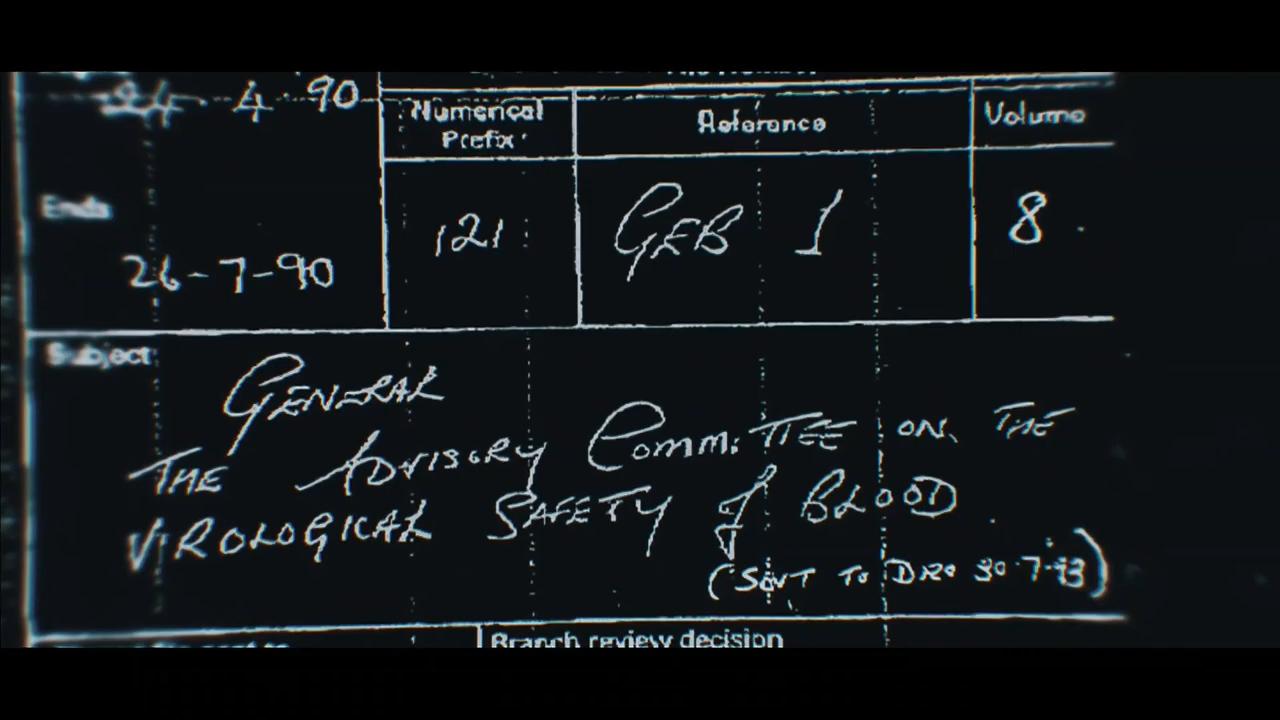 24-4-90
Numerical Prefix
Reference
Volume
Ends
26-7-90
121
GEB 1
8
Subject
GENERAL
THE ADVISORY COMMITTEE ON THE
VIROLOGICAL SAFETY of BLOOD
(SENT TO DRO 30.7.93)
Branch review decision